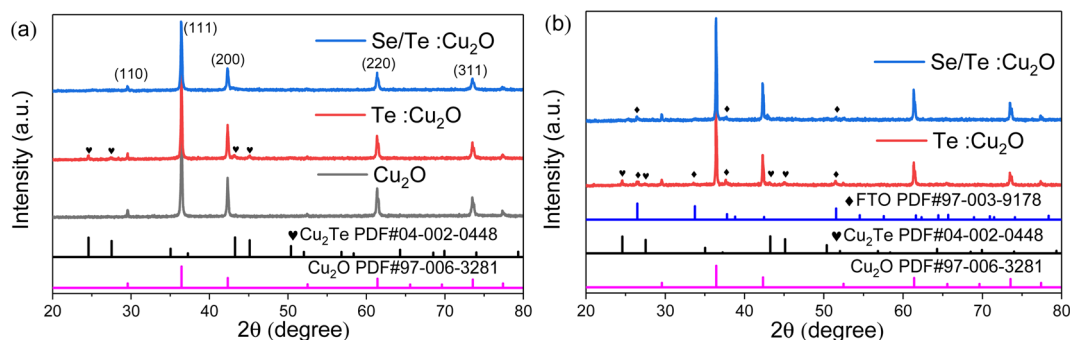 (a)
(111)
Se/Te :Cu₂O
(200)
(110)
(220)
(311)
Te :Cu₂O
♥
♥
♥
♥
Cu₂O
♥Cu₂Te PDF#04-002-0448
Cu₂O PDF#97-006-3281
20 30 40 50 60 70 80
2θ (degree)
Intensity (a.u.)
(b)
Se/Te :Cu₂O
♦
♦
♦
Te :Cu₂O
♥ ♦ ♥ ♦ ♦ ♥ ♥ ♦
♦FTO PDF#97-003-9178
♥Cu₂Te PDF#04-002-0448
Cu₂O PDF#97-006-3281
20 30 40 50 60 70 80
2θ (degree)
Intensity (a.u.)